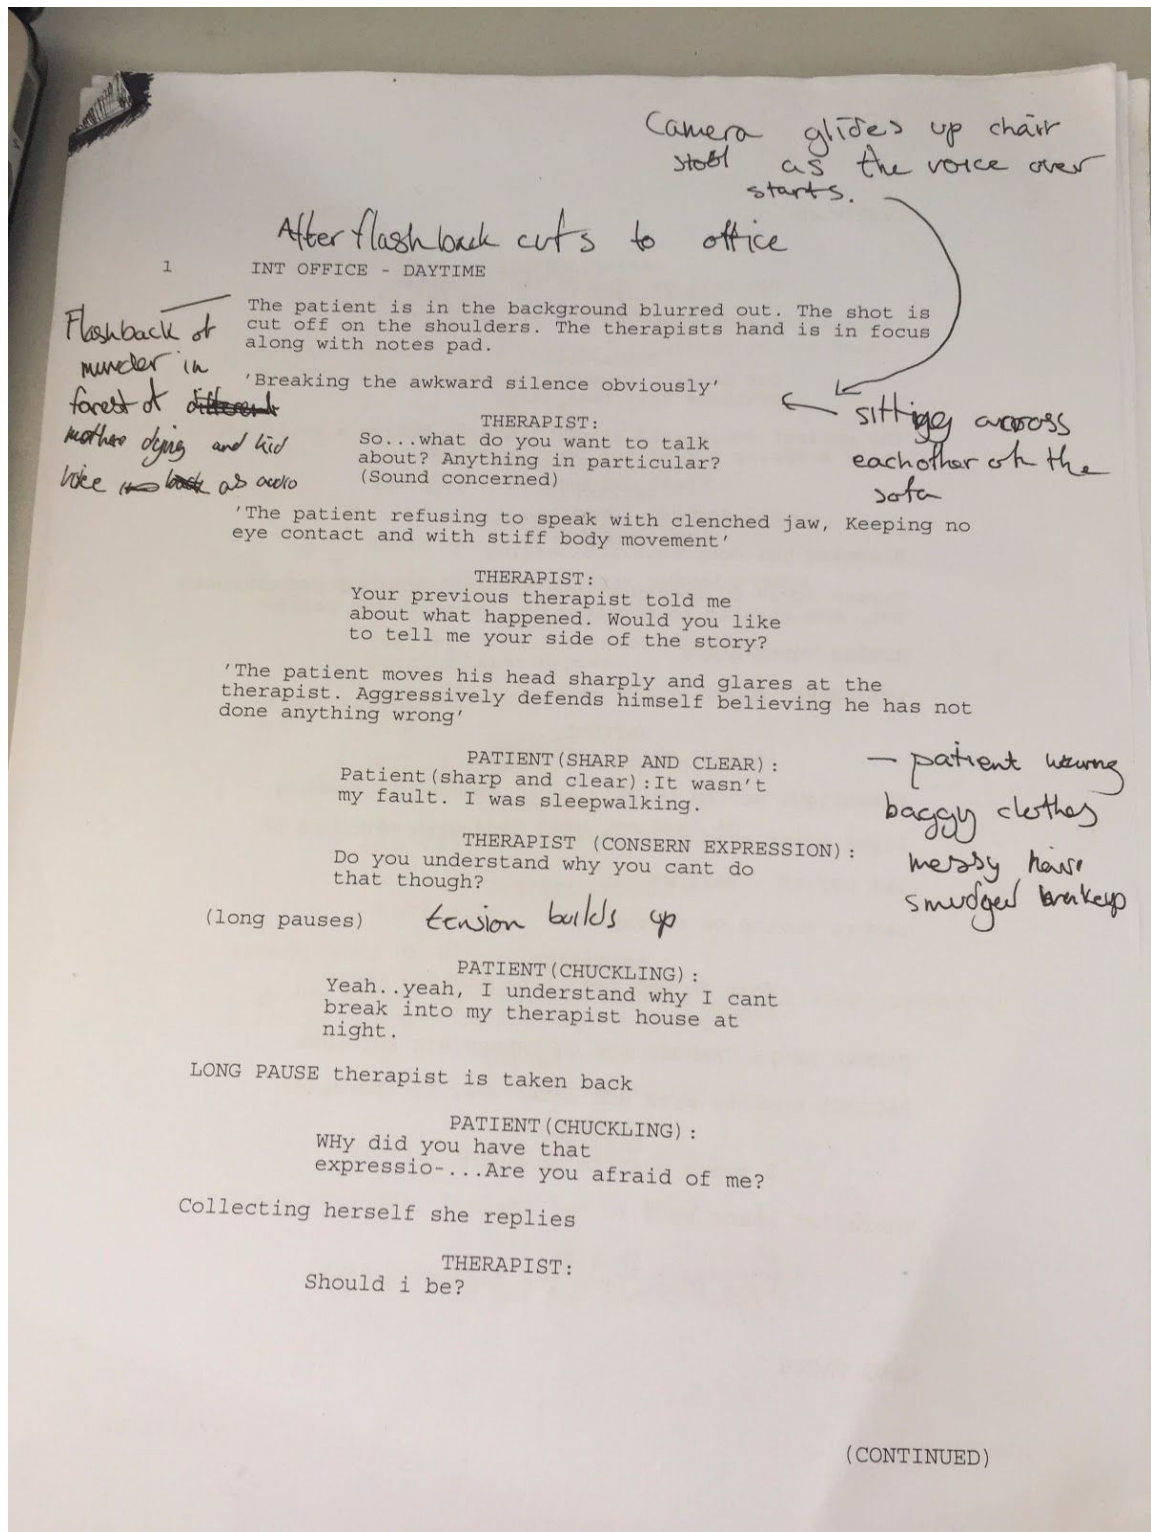 Camera glides up chair
stool as the voice over
starts.
After flashback cuts to office
1 INT OFFICE - DAYTIME
The patient is in the background blurred out. The shot is
cut off on the shoulders. The therapists hand is in focus
along with notes pad.
Flashback of
murder in
forest of different
mother dying and kid
voice as audio
'Breaking the awkward silence obviously'
THERAPIST:
So...what do you want to talk
about? Anything in particular?
(Sound concerned)
sitting across
eachother on the
sofa
'The patient refusing to speak with clenched jaw, Keeping no
eye contact and with stiff body movement'
THERAPIST:
Your previous therapist told me
about what happened. Would you like
to tell me your side of the story?
'The patient moves his head sharply and glares at the
therapist. Aggressively defends himself believing he has not
done anything wrong'
PATIENT(SHARP AND CLEAR):
Patient(sharp and clear):It wasn't
my fault. I was sleepwalking.
- patient
baggy clothes
messy hair
smudged
THERAPIST (CONSERN EXPRESSION):
Do you understand why you cant do
that though?
(long pauses) tension builds up
PATIENT(CHUCKLING):
Yeah..yeah, I understand why I cant
break into my therapist house at
night.
LONG PAUSE therapist is taken back
PATIENT(CHUCKLING):
WHy did you have that
expressio-...Are you afraid of me?
Collecting herself she replies
THERAPIST:
Should i be?
(CONTINUED)